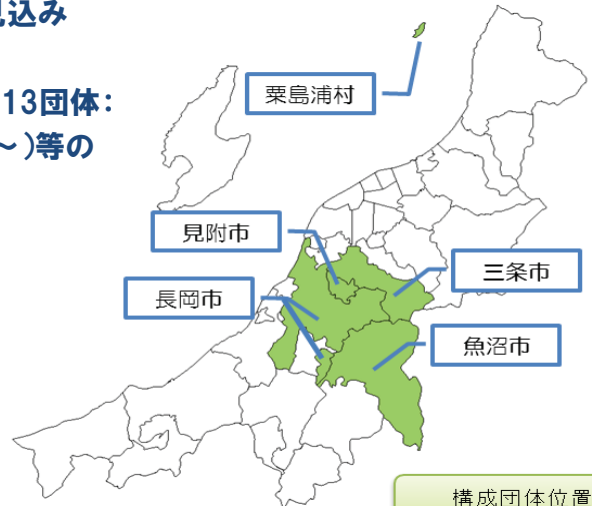 見込み
粟島浦村
13団体：
～）等の
見附市
三条市
長岡市
魚沼市
構成団体位置